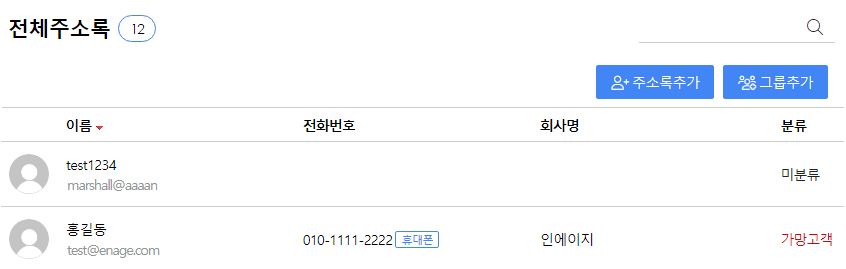 전체주소록 12
주소록추가 그룹추가
이름 전화번호 회사명 분류
test1234
marshall@aaaan
미분류
홍길동
test@enage.com
010-1111-2222 휴대폰 인에이지 가망고객